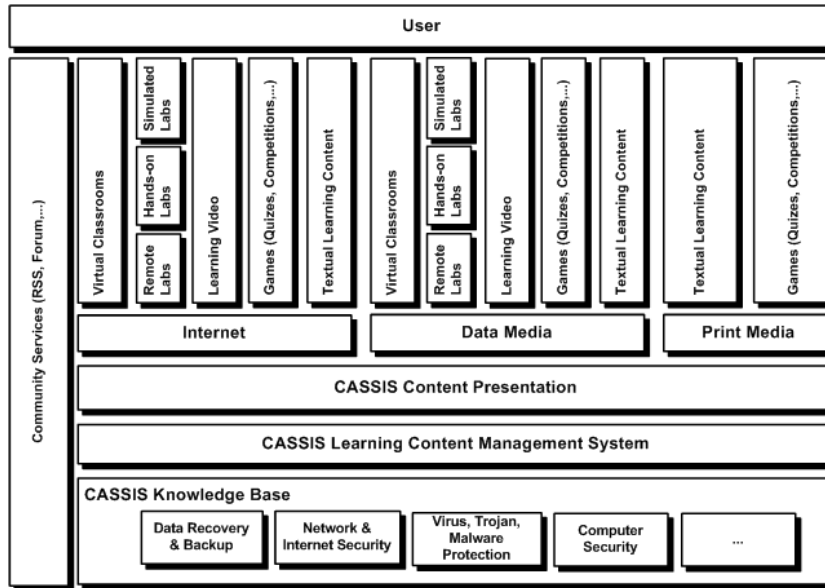 User
Community Services (RSS, Forum,...)
Virtual Classrooms
Simulated
Labs
Hands-on
Labs
Remote
Labs
Learning Video
Games (Quizes, Competitions,...)
Textual Learning Content
Virtual Classrooms
Simulated
Labs
Hands-on
Labs
Remote
Labs
Learning Video
Games (Quizes, Competitions,...)
Textual Learning Content
Textual Learning Content
Games (Quizes, Competitions,...)
Internet
Data Media
Print Media
CASSIS Content Presentation
CASSIS Learning Content Management System
CASSIS Knowledge Base
Data Recovery
& Backup
Network &
Internet Security
Virus, Trojan,
Malware
Protection
Computer
Security
...